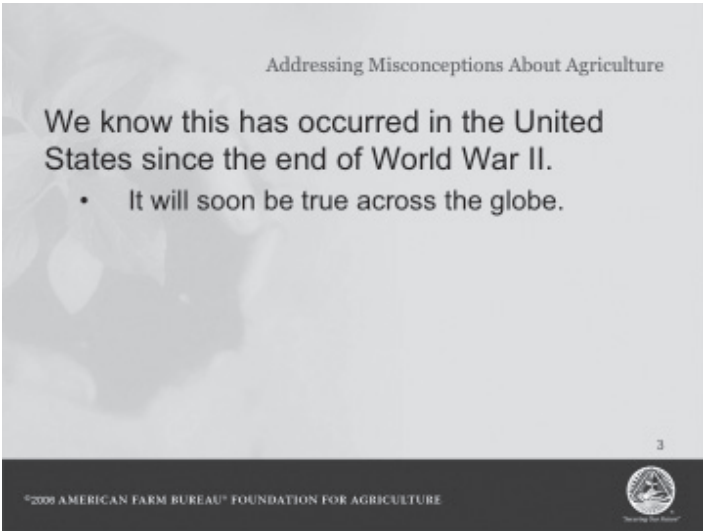 Addressing Misconceptions About Agriculture
We know this has occurred in the United
States since the end of World War II.
• It will soon be true across the globe.
3
©2008 AMERICAN FARM BUREAU® FOUNDATION FOR AGRICULTURE